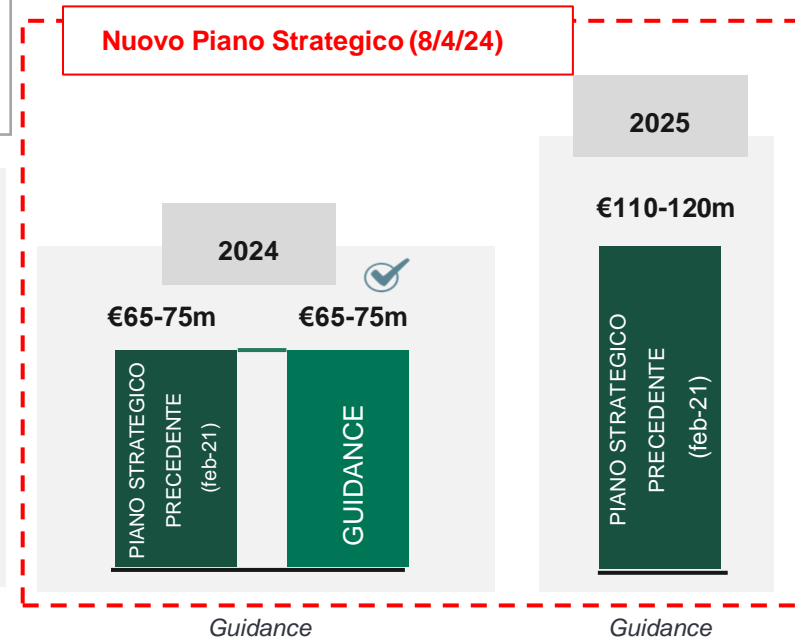 Nuovo Piano Strategico (8/4/24)
2024
€65-75m
€65-75m
PIANO STRATEGICO
PRECEDENTE
(feb-21)
GUIDANCE
Guidance
2025
€110-120m
PIANO STRATEGICO
PRECEDENTE
(feb-21)
Guidance